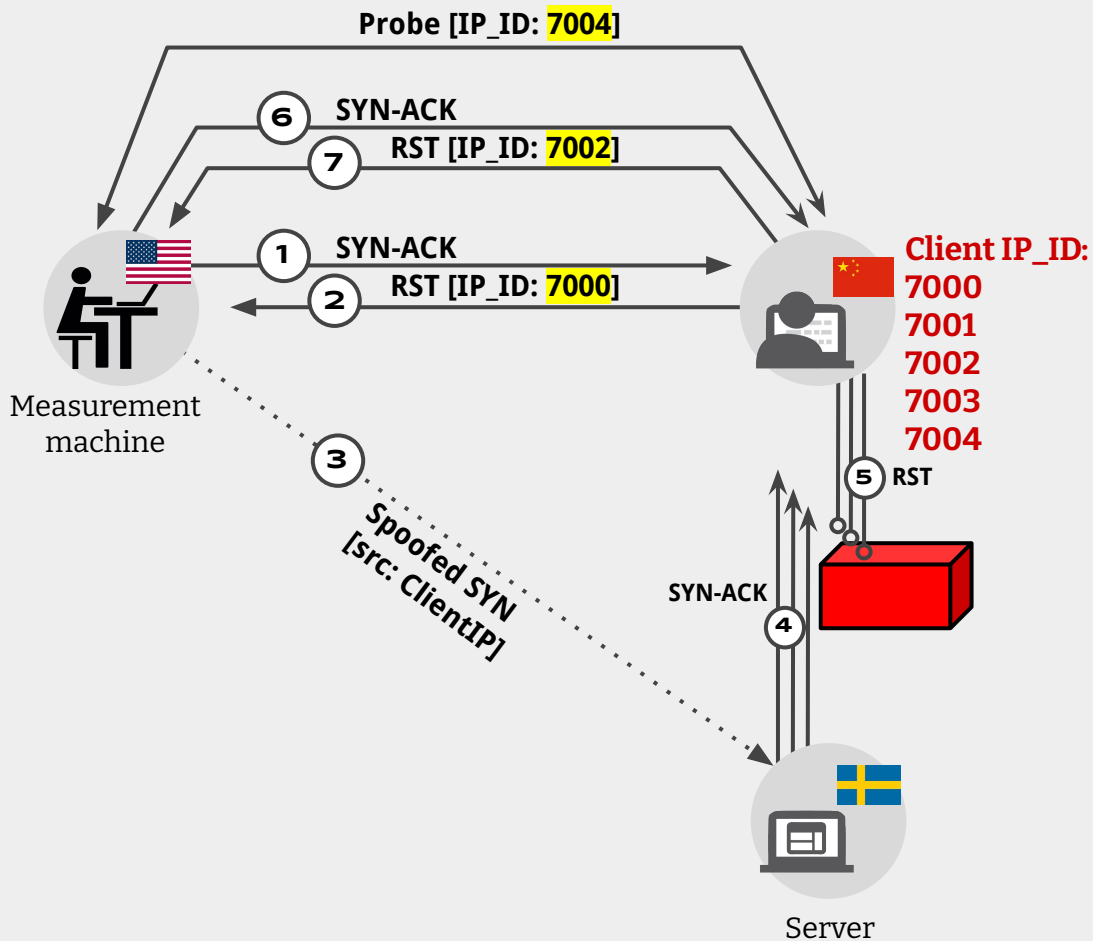 Probe [IP_ID: 7004]
6
SYN-ACK
7
RST [IP_ID: 7002]
1
SYN-ACK
2
RST [IP_ID: 7000]
Client IP_ID:
7000
7001
7002
7003
7004
Measurement
machine
3
Spoofed SYN
[src: ClientIP]
5
RST
SYN-ACK
4
Server